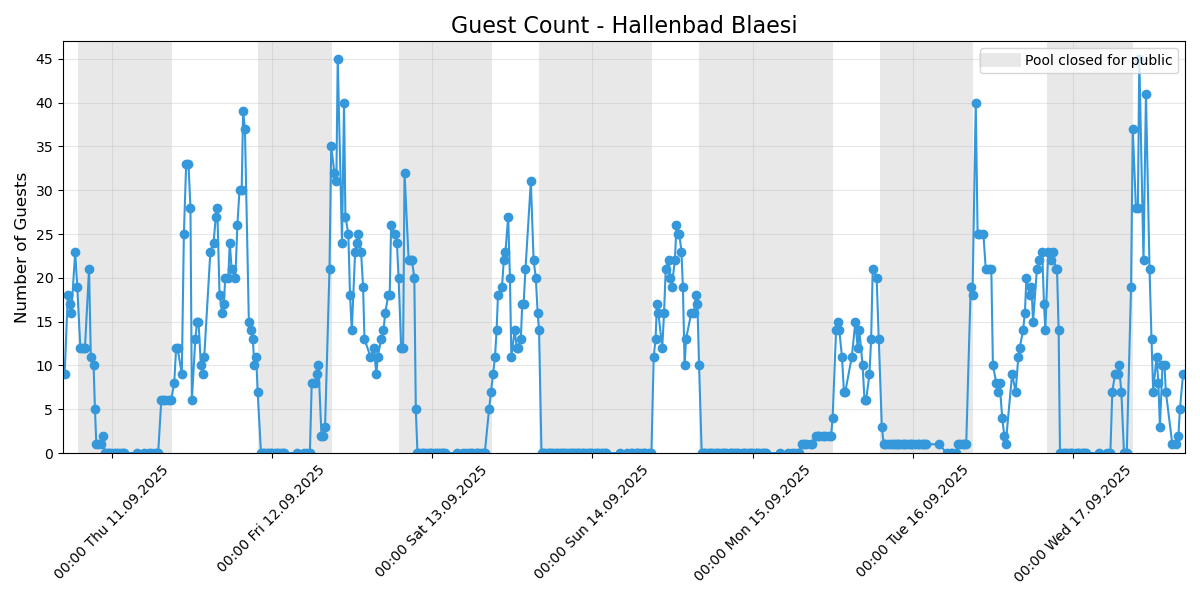 Guest Count - Hallenbad Blaesi
Pool closed for public
Number of Guests
45
40
35
30
25
20
15
10
5
0
00:00 Thu 11.09.2025
00:00 Fri 12.09.2025
00:00 Sat 13.09.2025
00:00 Sun 14.09.2025
00:00 Mon 15.09.2025
00:00 Tue 16.09.2025
00:00 Wed 17.09.2025